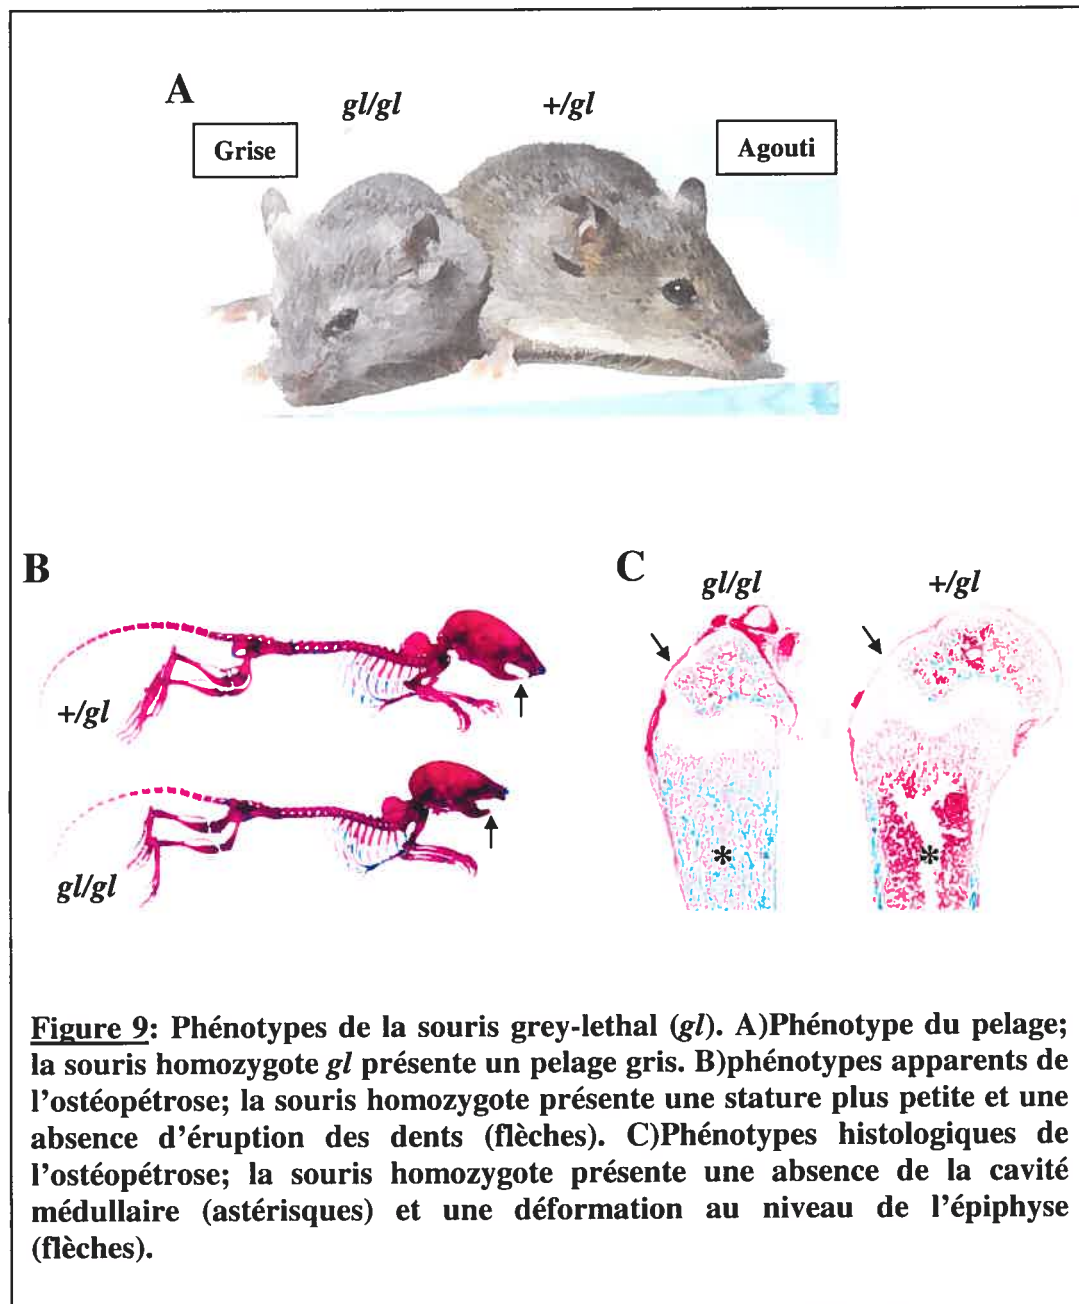 A
gl/gl
+/gl
Grise
Agouti
B
+/gl
gl/gl
C
gl/gl
+/gl
*
*
Figure 9: Phénotypes de la souris grey-lethal (gl). A)Phénotype du pelage;
la souris homozygote gl présente un pelage gris. B)phénotypes apparents de
l'ostéopétrose; la souris homozygote présente une stature plus petite et une
absence d'éruption des dents (flèches). C)Phénotypes histologiques de
l'ostéopétrose; la souris homozygote présente une absence de la cavité
médullaire (astérisques) et une déformation au niveau de l'épiphyse
(flèches).